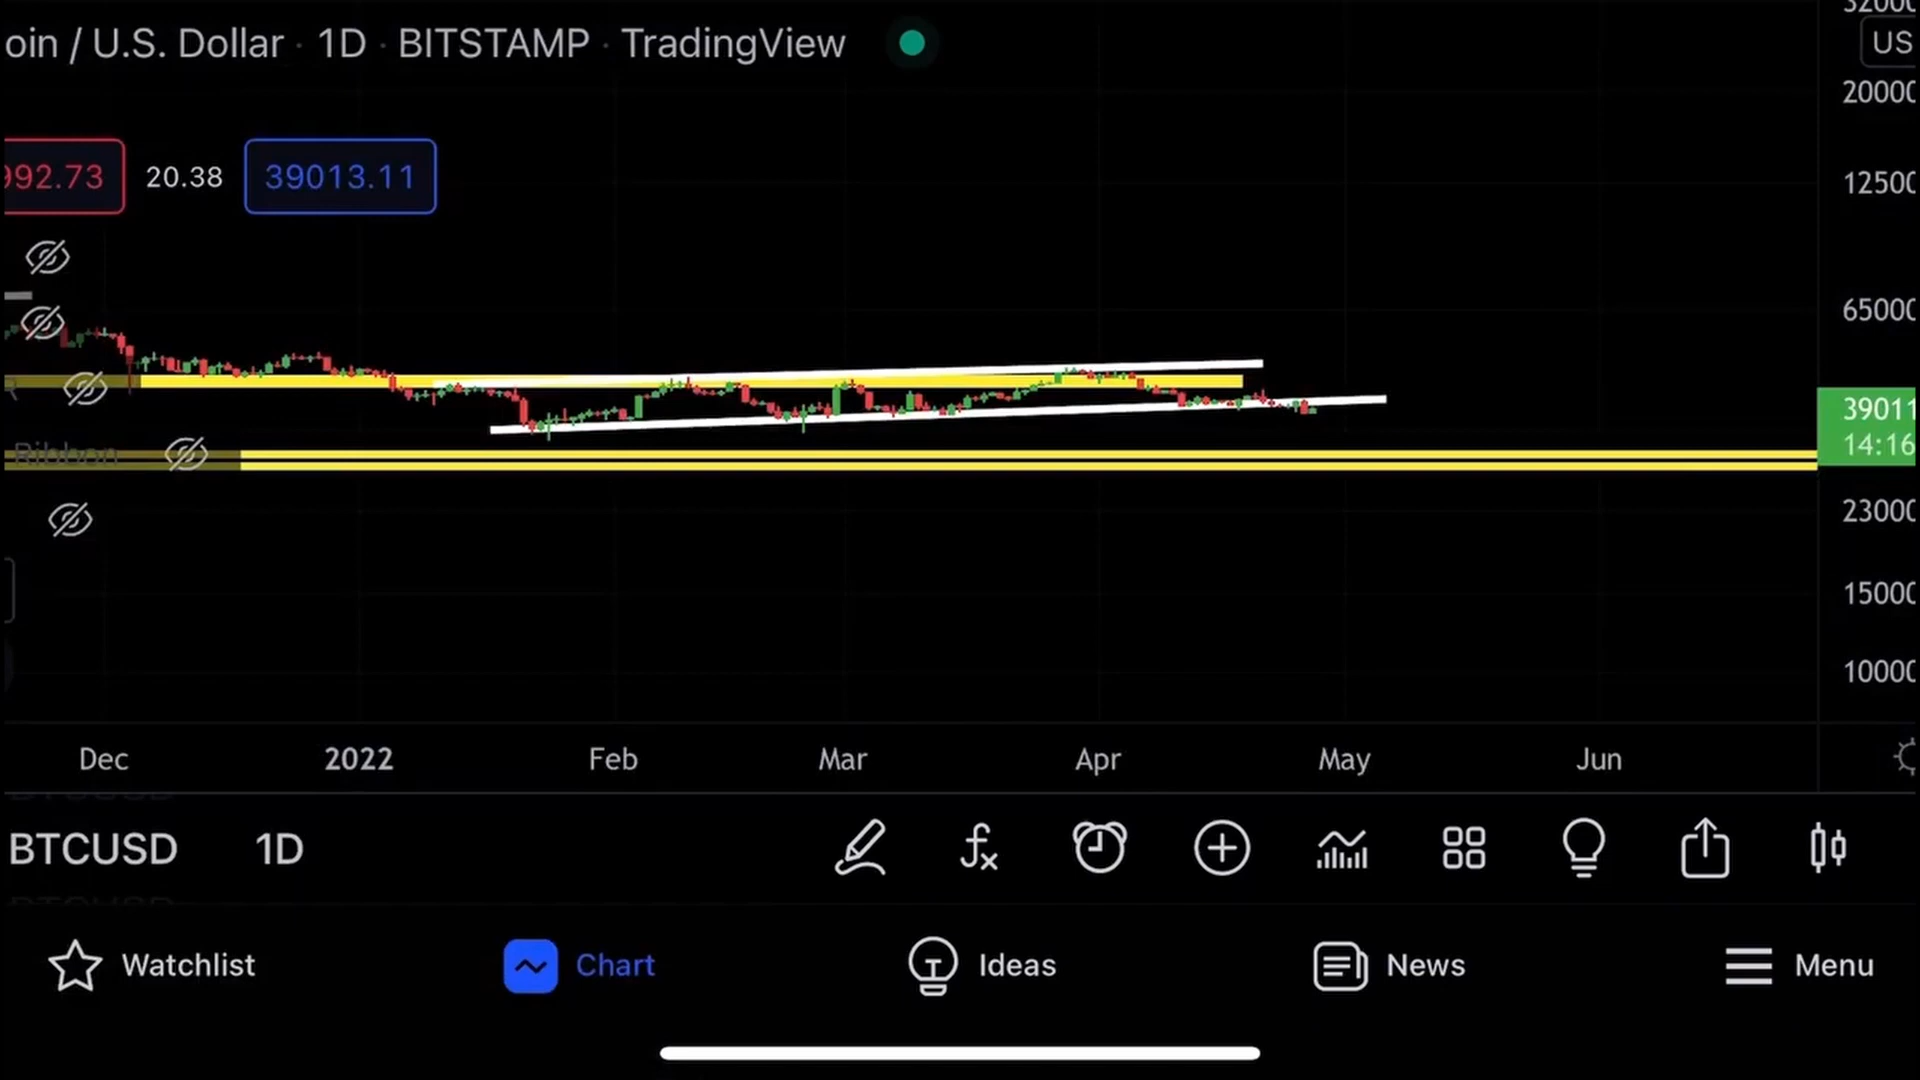 oin / U.S. Dollar · 1D · BITSTAMP · TradingView
US
20000
992.73 20.38 39013.11
12500
65000
39011
14:16
Ribbon
23000
15000
10000
Dec 2022 Feb Mar Apr May Jun
BTCUSD 1D
Watchlist Chart Ideas News Menu